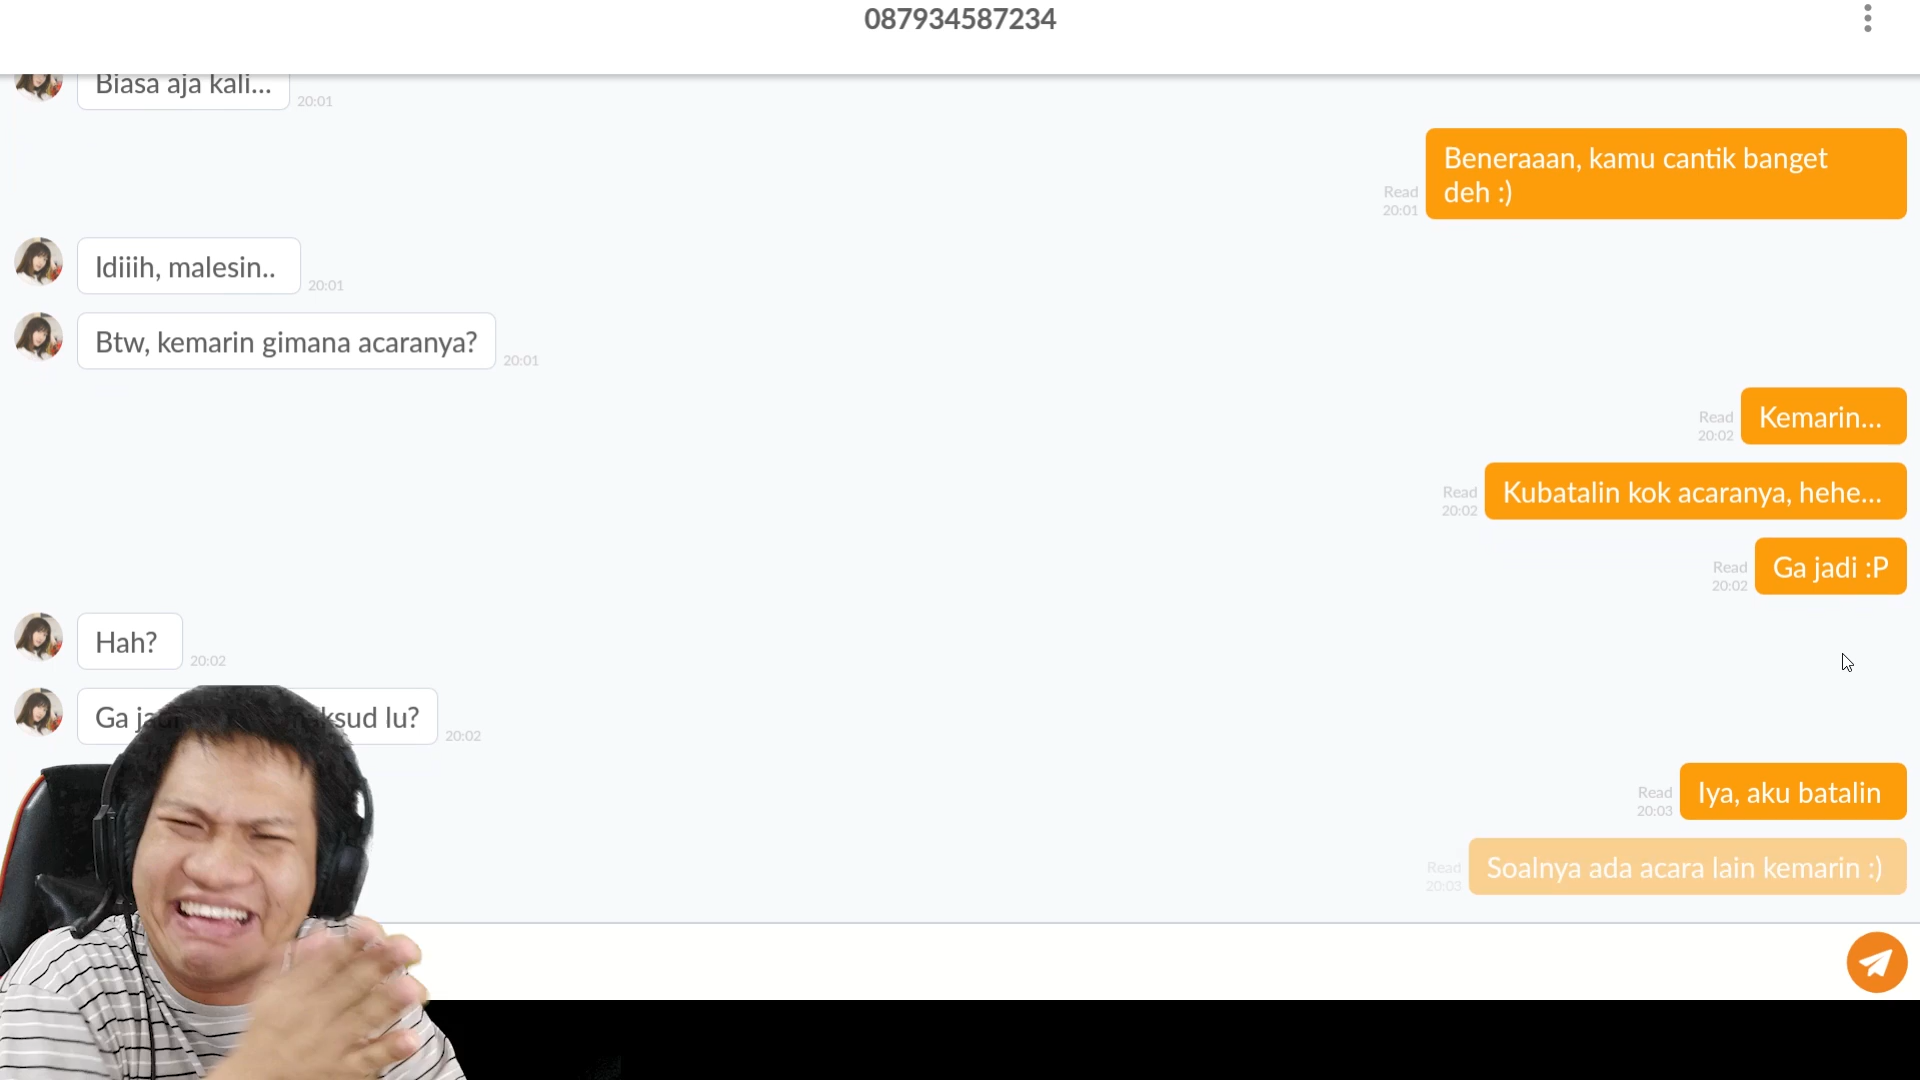 087934587234
Biasa aja kali...
20:01
Beneraaan, kamu cantik banget
deh :)
Read
20:01
Idiiih, malesin..
20:01
Btw, kemarin gimana acaranya?
20:01
Kemarin...
Read
20:02
Kubatalin kok acaranya, hehe...
Read
20:02
Ga jadi :P
Read
20:02
Hah?
20:02
Ga ksud lu?
20:02
Iya, aku batalin
Read
20:03
Soalnya ada acara lain kemarin :)
Read
20:03